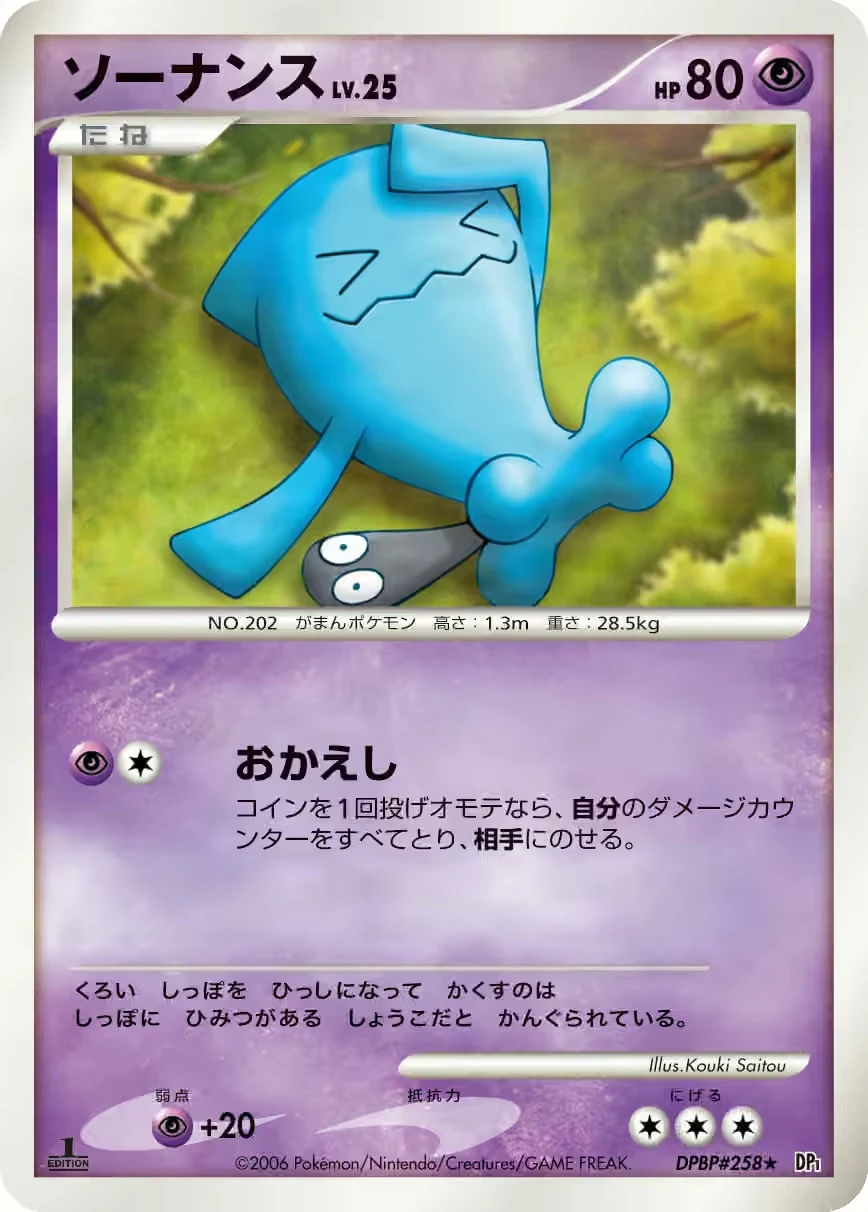 ソーナンス LV.25 HP 80
たね
NO.202 がまんポケモン 高さ：1.3m 重さ：28.5kg
おかえし
コインを1回投げオモテなら、自分のダメージカウ
ンターをすべてとり、相手にのせる。
くろい しっぽを ひっしになって かくすのは
しっぽに ひみつがある しょうこだと かんぐられている。
Illus.Kouki Saitou
弱点 抵抗力 にげる
+20
1 EDITION ©2006 Pokémon/Nintendo/Creatures/GAME FREAK. DPBP#258★ DP1